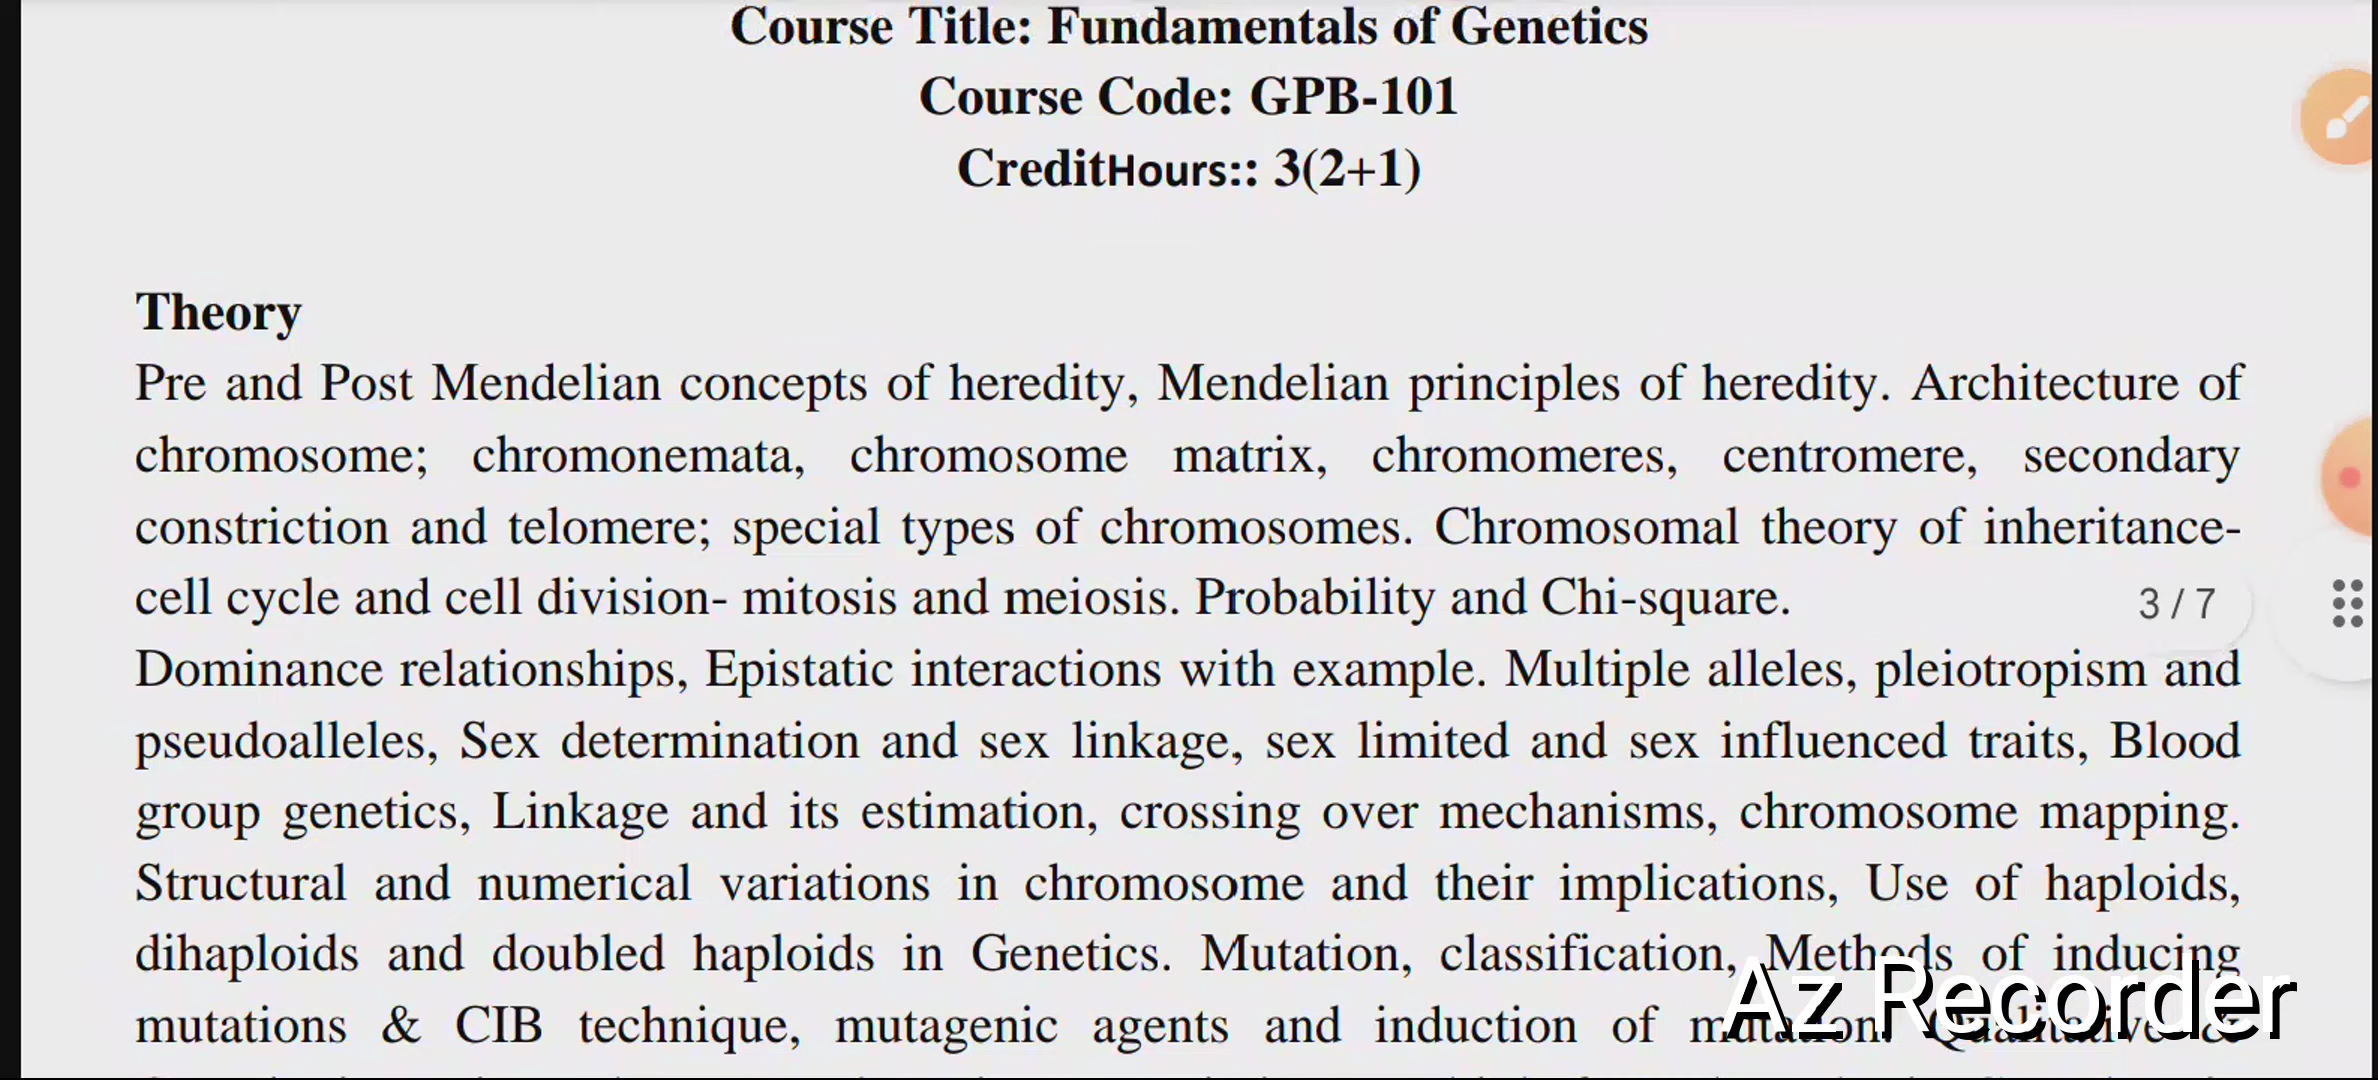 Course Title: Fundamentals of Genetics
Course Code: GPB-101
CreditHours:: 3(2+1)
Theory
Pre and Post Mendelian concepts of heredity, Mendelian principles of heredity. Architecture of
chromosome; chromonemata, chromosome matrix, chromomeres, centromere, secondary
constriction and telomere; special types of chromosomes. Chromosomal theory of inheritance-
cell cycle and cell division- mitosis and meiosis. Probability and Chi-square.
3 / 7
Dominance relationships, Epistatic interactions with example. Multiple alleles, pleiotropism and
pseudoalleles, Sex determination and sex linkage, sex limited and sex influenced traits, Blood
group genetics, Linkage and its estimation, crossing over mechanisms, chromosome mapping.
Structural and numerical variations in chromosome and their implications, Use of haploids,
dihaploids and doubled haploids in Genetics. Mutation, classification, Methods of inducing
mutations & CIB technique, mutagenic agents and induction of mutation. Qualitative &
Az Recorder